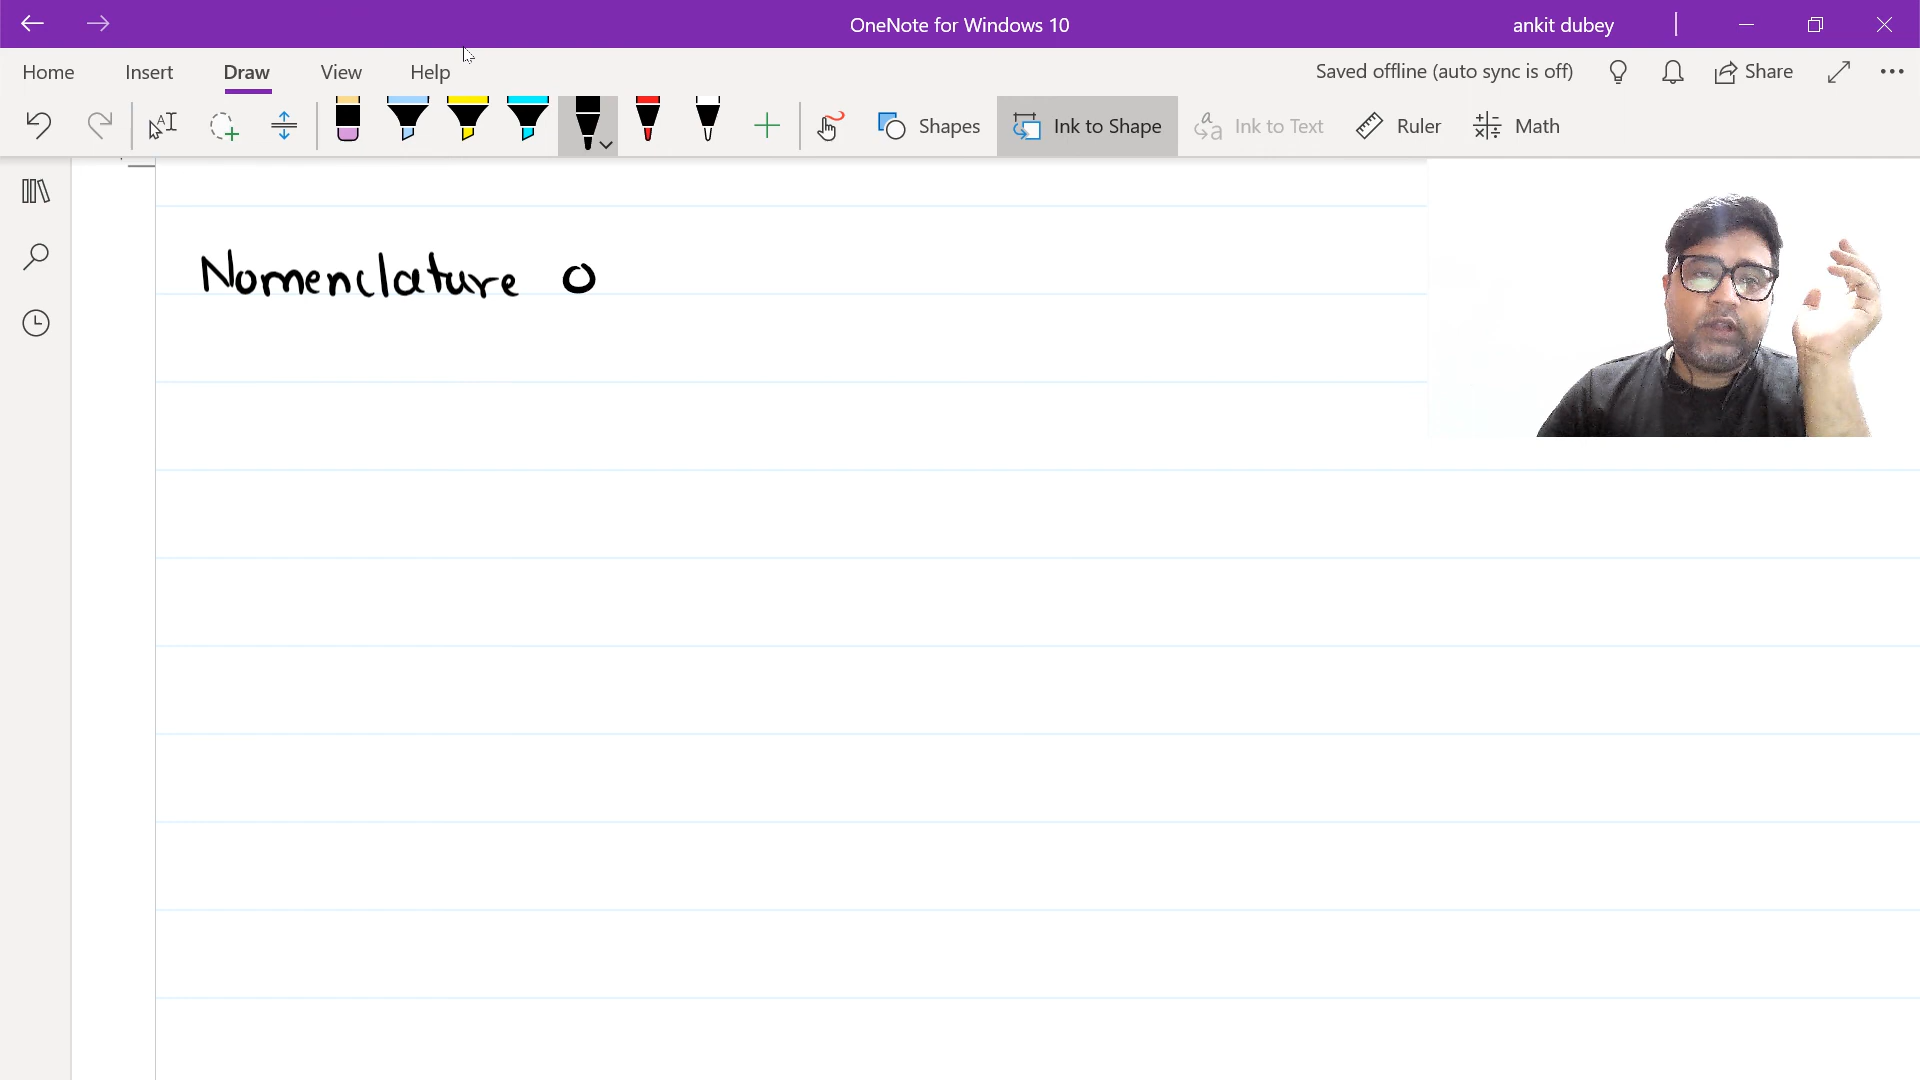 OneNote for Windows 10
ankit dubey
Home Insert Draw View Help
Saved offline (auto sync is off) Share
Shapes Ink to Shape Ink to Text Ruler Math
Nomenclature o